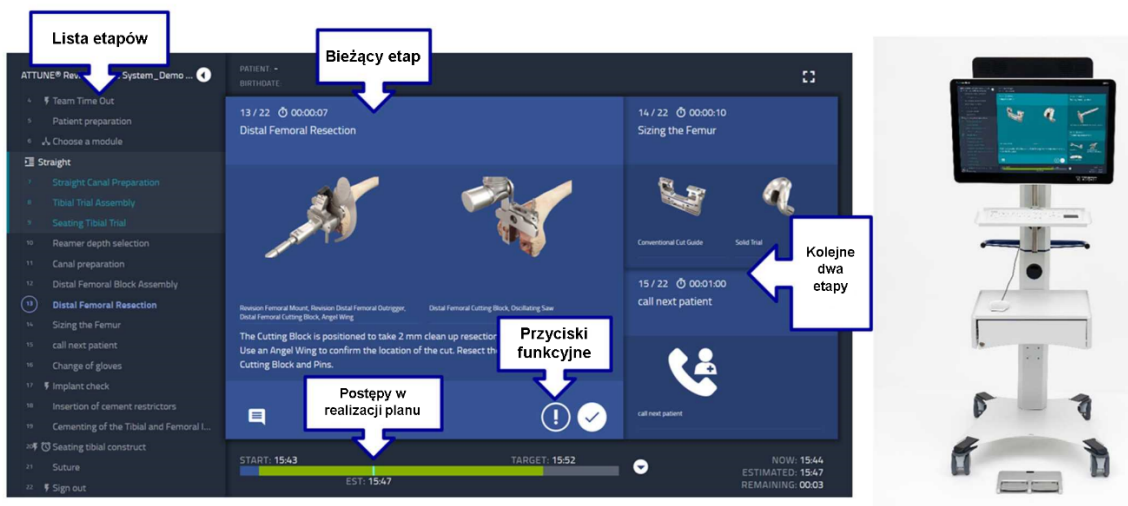 Lista etapów
Bieżący etap
ATTUNE® Rev System_Demo ...
PATIENT: -
BIRTHDATE:
4 Team Time Out
5 Patient preparation
6 Choose a module
Straight
7 Straight Canal Preparation
8 Tibial Trial Assembly
9 Seating Tibial Trial
10 Reamer depth selection
11 Canal preparation
12 Distal Femoral Block Assembly
13 Distal Femoral Resection
14 Sizing the Femur
15 call next patient
16 Change of gloves
17 Implant check
18 Insertion of cement restrictors
19 Cementing of the Tibial and Femoral I...
20 Seating tibial construct
21 Suture
22 Sign out
13 / 22 00:00:07
Distal Femoral Resection
Revision Femoral Mount, Revision Distal Femoral Outrigger,
Distal Femoral Cutting Block, Angel Wing
Distal Femoral Cutting Block, Oscillating Saw
The Cutting Block is positioned to take 2 mm clean up resection
Use an Angel Wing to confirm the location of the cut. Resect the
Cutting Block and Pins.
Przyciski
funkcyjne
Postępy w
realizacji planu
14 / 22 00:00:10
Sizing the Femur
Conventional Cut Guide
Solid Trial
Kolejne
dwa
etapy
15 / 22 00:01:00
call next patient
call next patient
START: 15:43
TARGET: 15:52
EST: 15:47
NOW: 15:44
ESTIMATED: 15:47
REMAINING: 00:03